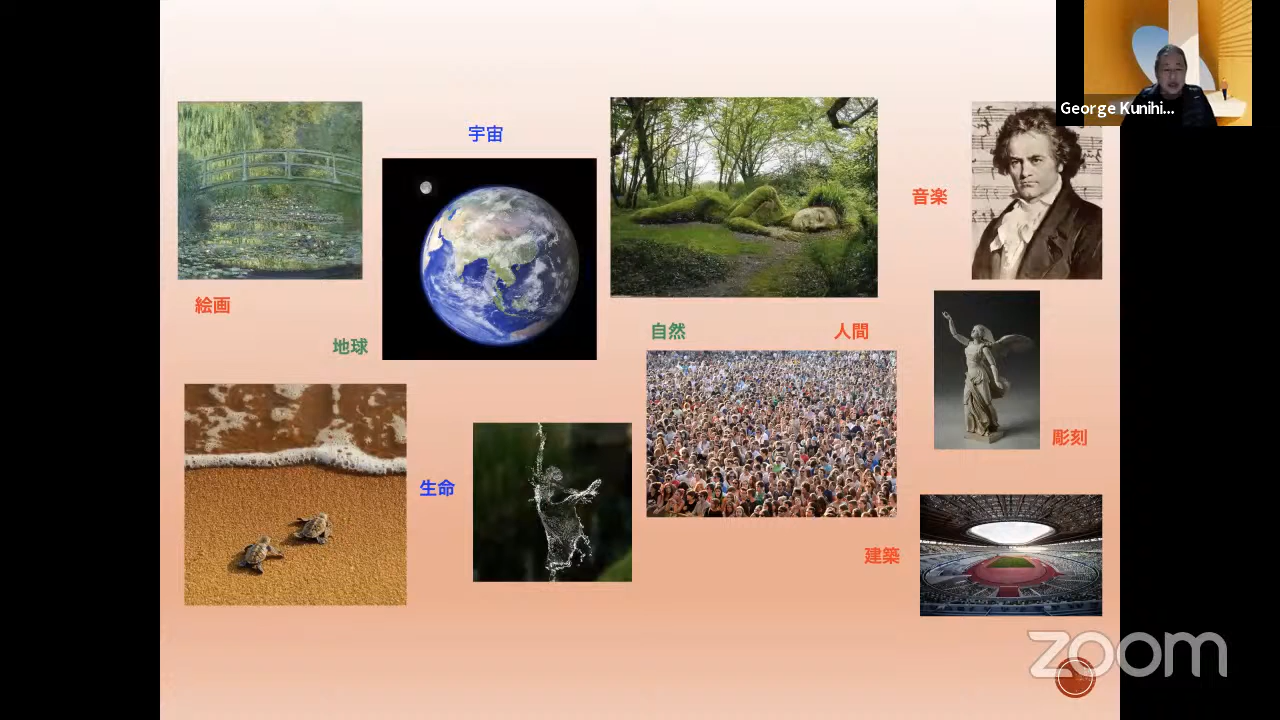 George Kunihi...
宇宙
音楽
絵画
自然
人間
地球
彫刻
生命
建築
zoom